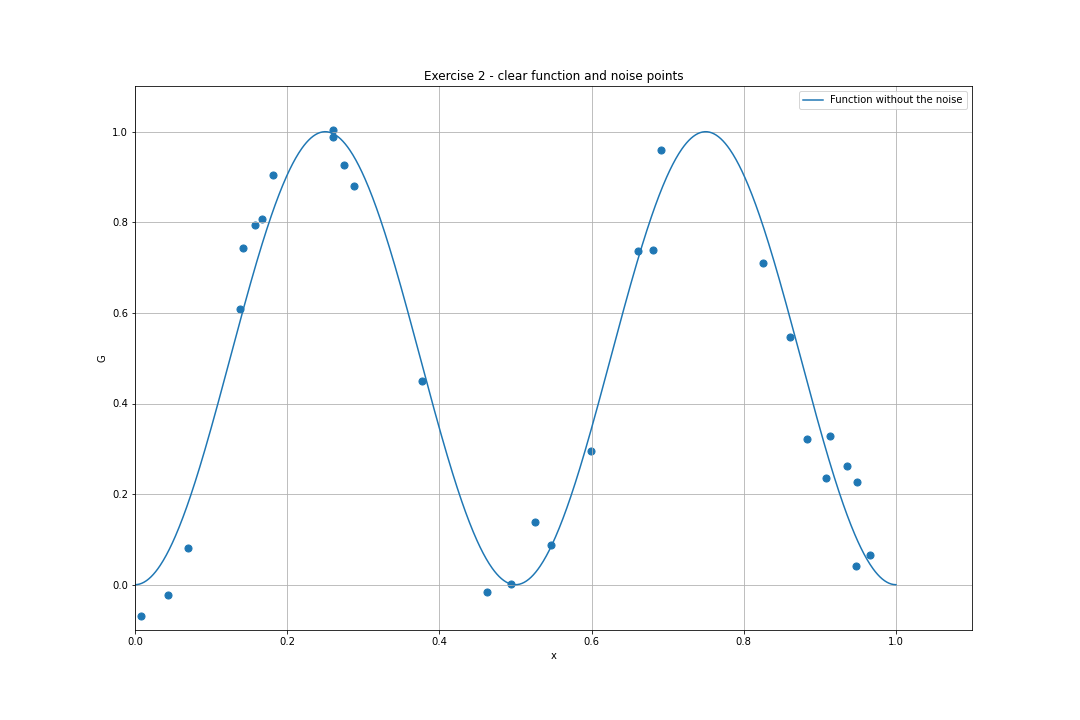 Exercise 2 - clear function and noise points
Function without the noise
1.0
0.8
0.6
G
0.4
0.2
0.0
0.0 0.2 0.4 0.6 0.8 1.0
x